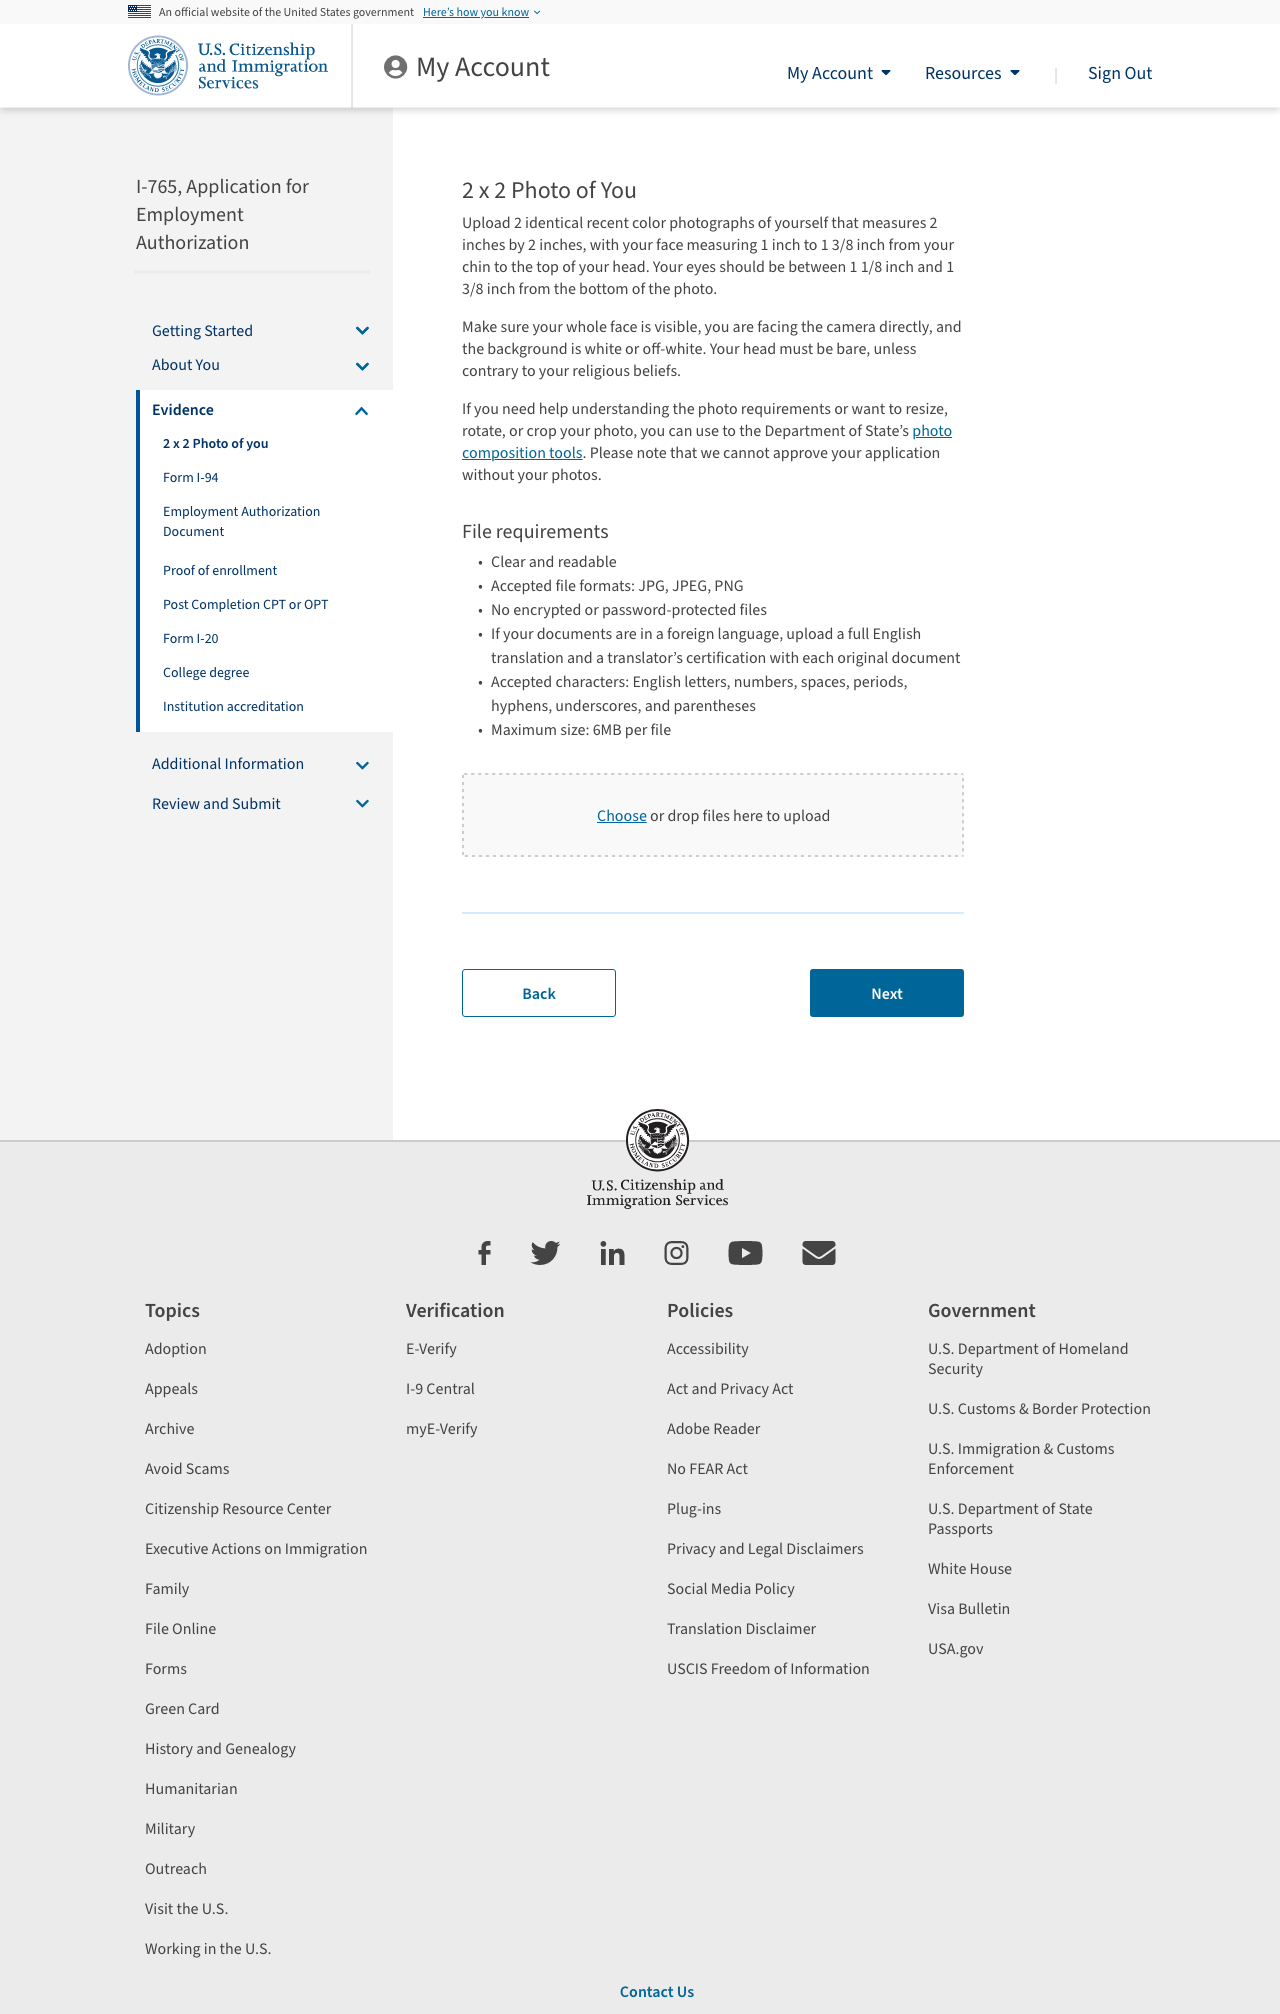 An official website of the United States government Here's how you know
U.S. Citizenship
and Immigration
Services
My Account
My Account
Resources
Sign Out
I-765, Application for
Employment
Authorization
Getting Started
About You
Evidence
2 x 2 Photo of you
Form I-94
Employment Authorization
Document
Proof of enrollment
Post Completion CPT or OPT
Form I-20
College degree
Institution accreditation
Additional Information
Review and Submit
2 x 2 Photo of You
Upload 2 identical recent color photographs of yourself that measures 2
inches by 2 inches, with your face measuring 1 inch to 1 3/8 inch from your
chin to the top of your head. Your eyes should be between 1 1/8 inch and 1
3/8 inch from the bottom of the photo.
Make sure your whole face is visible, you are facing the camera directly, and
the background is white or off-white. Your head must be bare, unless
contrary to your religious beliefs.
If you need help understanding the photo requirements or want to resize,
rotate, or crop your photo, you can use to the Department of State’s photo
composition tools. Please note that we cannot approve your application
without your photos.
File requirements
• Clear and readable
• Accepted file formats: JPG, JPEG, PNG
• No encrypted or password-protected files
• If your documents are in a foreign language, upload a full English
translation and a translator’s certification with each original document
• Accepted characters: English letters, numbers, spaces, periods,
hyphens, underscores, and parentheses
• Maximum size: 6MB per file
Choose or drop files here to upload
Back
Next
U.S. DEPARTMENT OF
HOMELAND SECURITY
U.S. Citizenship and
Immigration Services
Topics
Adoption
Appeals
Archive
Avoid Scams
Citizenship Resource Center
Executive Actions on Immigration
Family
File Online
Forms
Green Card
History and Genealogy
Humanitarian
Military
Outreach
Visit the U.S.
Working in the U.S.
Verification
E-Verify
I-9 Central
myE-Verify
Policies
Accessibility
Act and Privacy Act
Adobe Reader
No FEAR Act
Plug-ins
Privacy and Legal Disclaimers
Social Media Policy
Translation Disclaimer
USCIS Freedom of Information
Government
U.S. Department of Homeland
Security
U.S. Customs & Border Protection
U.S. Immigration & Customs
Enforcement
U.S. Department of State
Passports
White House
Visa Bulletin
USA.gov
Contact Us